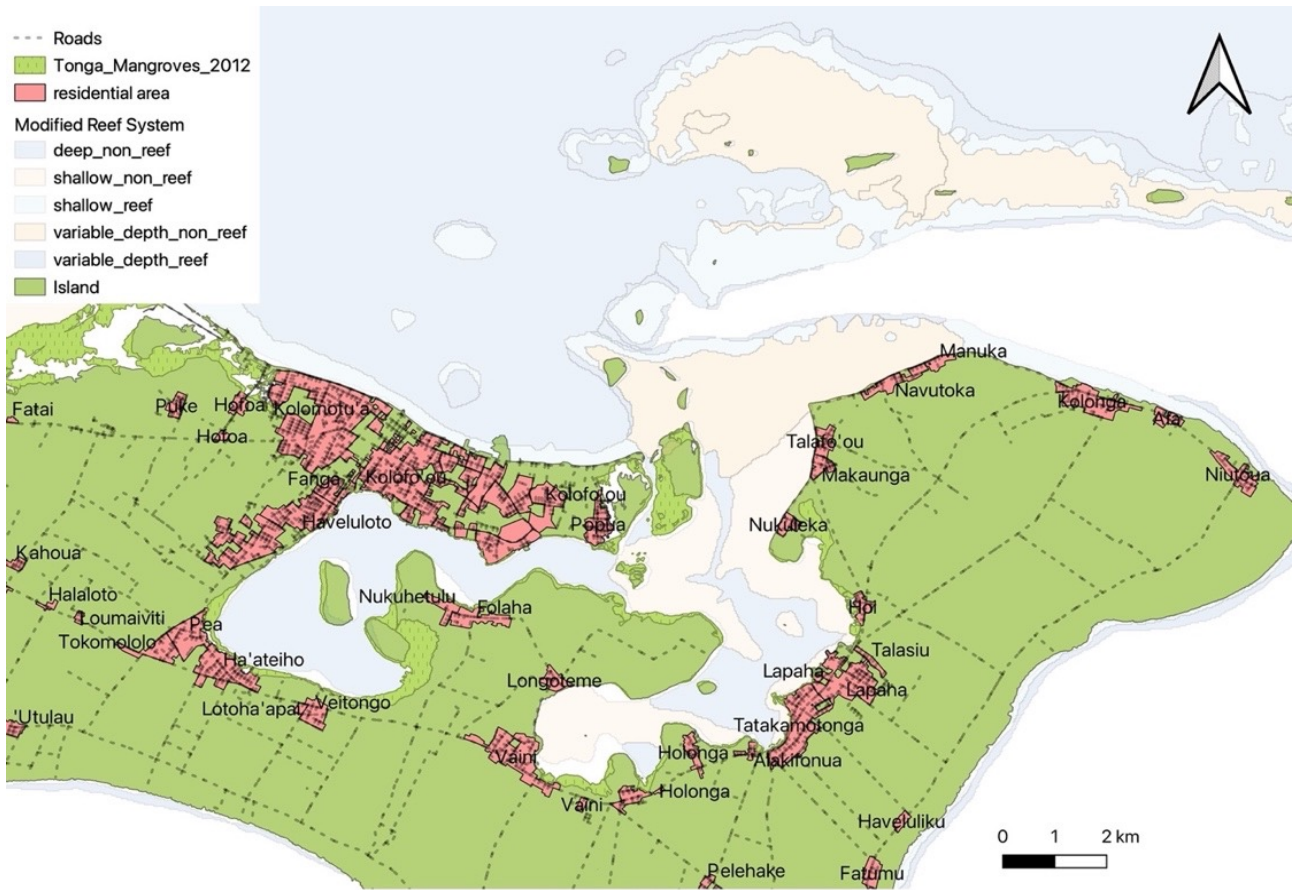 Roads
Tonga_Mangroves_2012
residential area
Modified Reef System
deep_non_reef
shallow_non_reef
shallow_reef
variable_depth_non_reef
variable_depth_reef
Island
Manuka
Navutoka
Kolonga
Afa
Fatai
Puke
Hofoa
Kolomotu'a
Hofoa
Talafo'ou
Makaunga
Niutoua
Fanga
Kolofo'ou
Kolofo'ou
Haveluloto
Popua
Nukuleka
Kahoua
Halaloto
Loumaiviti
Nukuhetulu
Folaha
Hoi
Tokomololo
Pea
Ha'ateiho
Talasiu
Lapaha
Longoteme
Lapaha
Lotoha'apai
Veitongo
'Utulau
Tatakamotonga
Vaini
Holonga
Alakifonua
Vaini
Holonga
Haveluliku
Pelehake
Fatumu
0 1 2 km